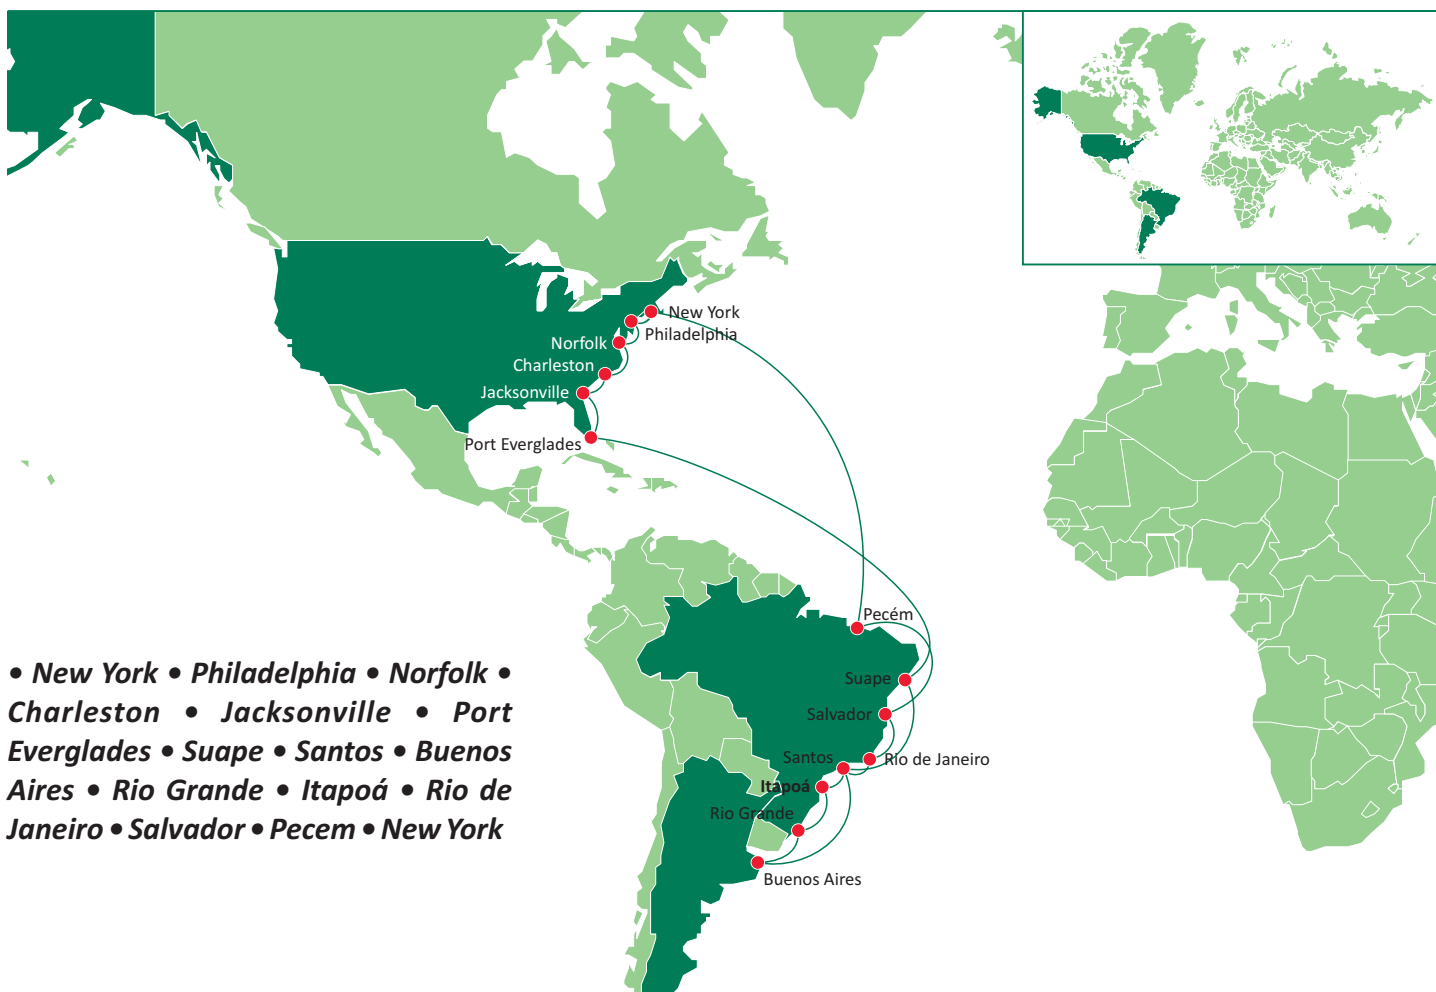 New York
Philadelphia
Norfolk
Charleston
Jacksonville
Port Everglades
Pecém
Suape
Salvador
Santos
Rio de Janeiro
Itapoá
Rio Grande
Buenos Aires
• New York • Philadelphia • Norfolk •
Charleston • Jacksonville • Port
Everglades • Suape • Santos • Buenos
Aires • Rio Grande • Itapoá • Rio de
Janeiro • Salvador • Pecem • New York